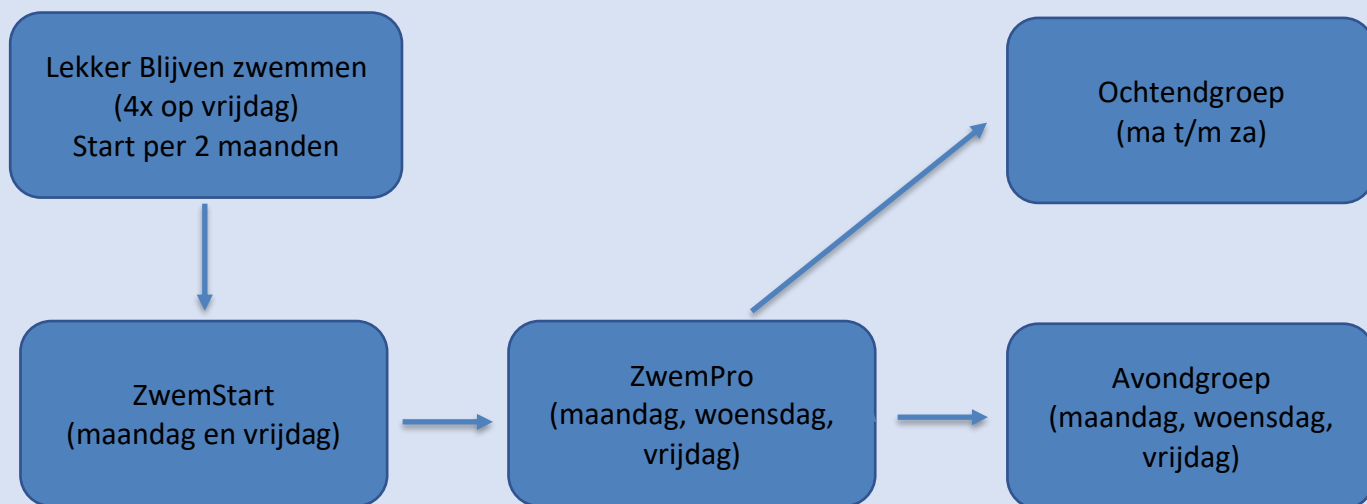 Lekker Blijven zwemmen
(4x op vrijdag)
Start per 2 maanden
Ochtendgroep
(ma t/m za)
ZwemStart
(maandag en vrijdag)
ZwemPro
(maandag, woensdag,
vrijdag)
Avondgroep
(maandag, woensdag,
vrijdag)